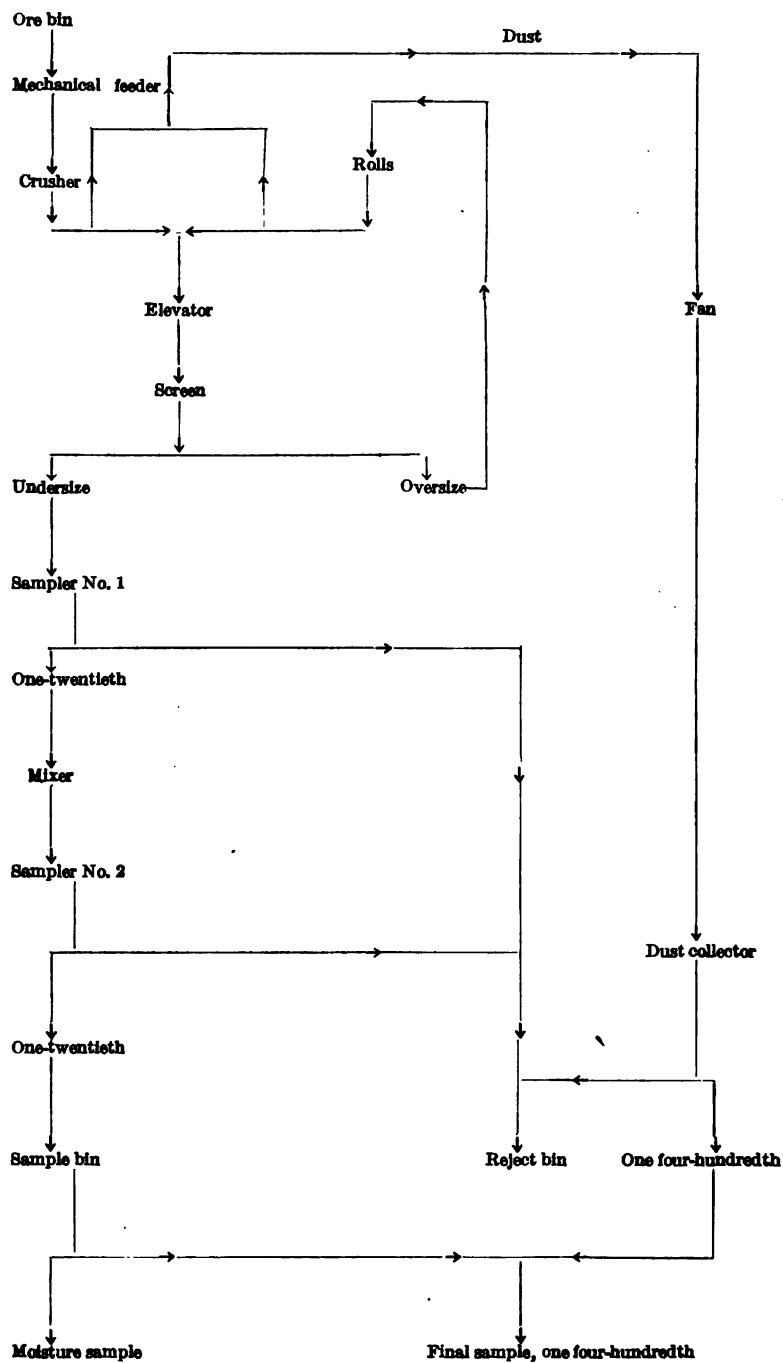 Ore bin
Dust
Mechanical feeder
Rolls
Crusher
Elevator
Fan
Screen
Undersize
Oversize
Sampler No. 1
One-twentieth
Mixer
Sampler No. 2
Dust collector
One-twentieth
Sample bin
Reject bin
One four-hundredth
Moisture sample
Final sample, one four-hundredth